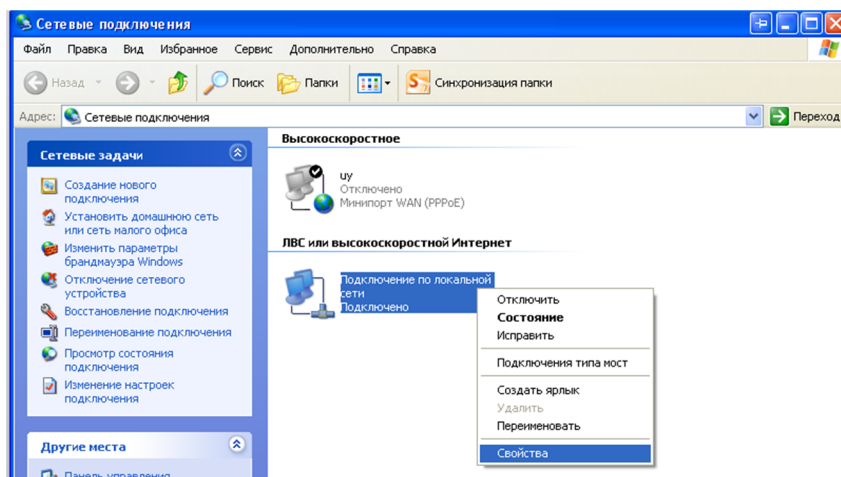 Сетевые подключения
Файл Правка Вид Избранное Сервис Дополнительно Справка
Назад Поиск Папки Синхронизация папки
Адрес: Сетевые подключения Переход
Сетевые задачи
Создание нового
подключения
Установить домашнюю сеть
или сеть малого офиса
Изменить параметры
брандмауэра Windows
Отключение сетевого
устройства
Восстановление подключения
Переименование подключения
Просмотр состояния
подключения
Изменение настроек
подключения
Другие места
Панель управления
Высокоскоростное
uy
Отключено
Минипорт WAN (PPPoE)
ЛВС или высокоскоростной Интернет
Подключение по локальной
сети
Подключено
Отключить
Состояние
Исправить
Подключения типа мост
Создать ярлык
Удалить
Переименовать
Свойства